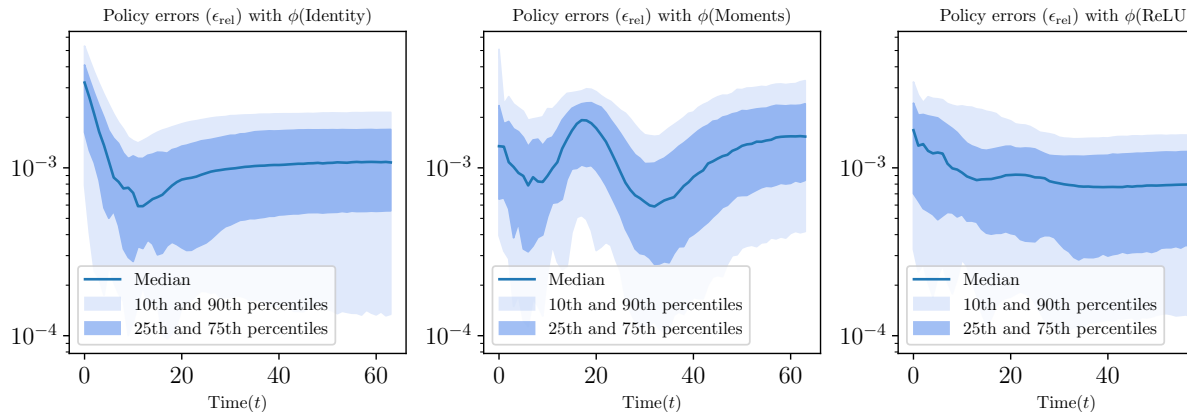 Policy errors (ϵ_rel) with ϕ(Identity)
10⁻³
10⁻⁴
Median
10th and 90th percentiles
25th and 75th percentiles
0 20 40 60
Time(t)
Policy errors (ϵ_rel) with ϕ(Moments)
10⁻³
10⁻⁴
Median
10th and 90th percentiles
25th and 75th percentiles
0 20 40 60
Time(t)
Policy errors (ϵ_rel) with ϕ(ReLU
10⁻³
10⁻⁴
Median
10th and 90th percentiles
25th and 75th percentiles
0 20 40
Time(t)